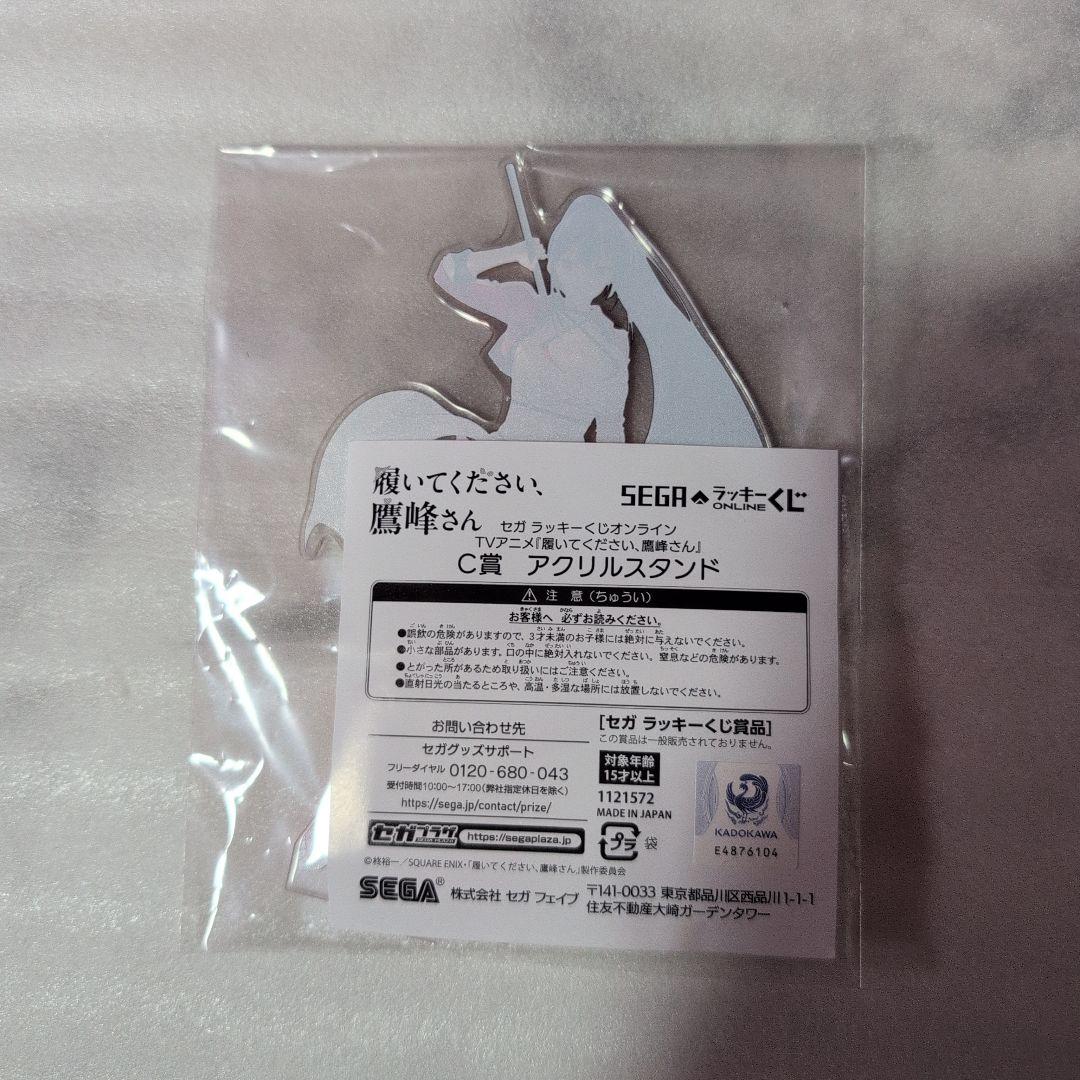 履いてください、
鷹峰さん
SEGA ラッキーくじ
ONLINE
セガ ラッキーくじオンライン
TVアニメ『履いてください、鷹峰さん』
C賞 アクリルスタンド
注 意（ちゅうい）
お客様へ 必ずお読みください。
●誤飲の危険がありますので、3才未満のお子様には絶対に与えないでください。
●小さな部品があります。口の中に絶対入れないでください。窒息などの危険があります。
●とがった所があるため取り扱いにはご注意ください。
●直射日光の当たるところや、高温・多湿な場所には放置しないでください。
お問い合わせ先
セガグッズサポート
フリーダイヤル 0120-680-043
受付時間10:00～17:00（弊社指定休日を除く）
https://sega.jp/contact/prize/
セガプラザ
SEGA PLAZA
https://segaplaza.jp
[セガ ラッキーくじ賞品]
この賞品は一般販売されておりません。
対象年齢
15才以上
1121572
MADE IN JAPAN
プラ 袋
KADOKAWA
E4876104
©柊裕一／SQUARE ENIX・「履いてください、鷹峰さん」製作委員会
SEGA® 株式会社 セガ フェイブ
〒141-0033 東京都品川区西品川1-1-1
住友不動産大崎ガーデンタワー